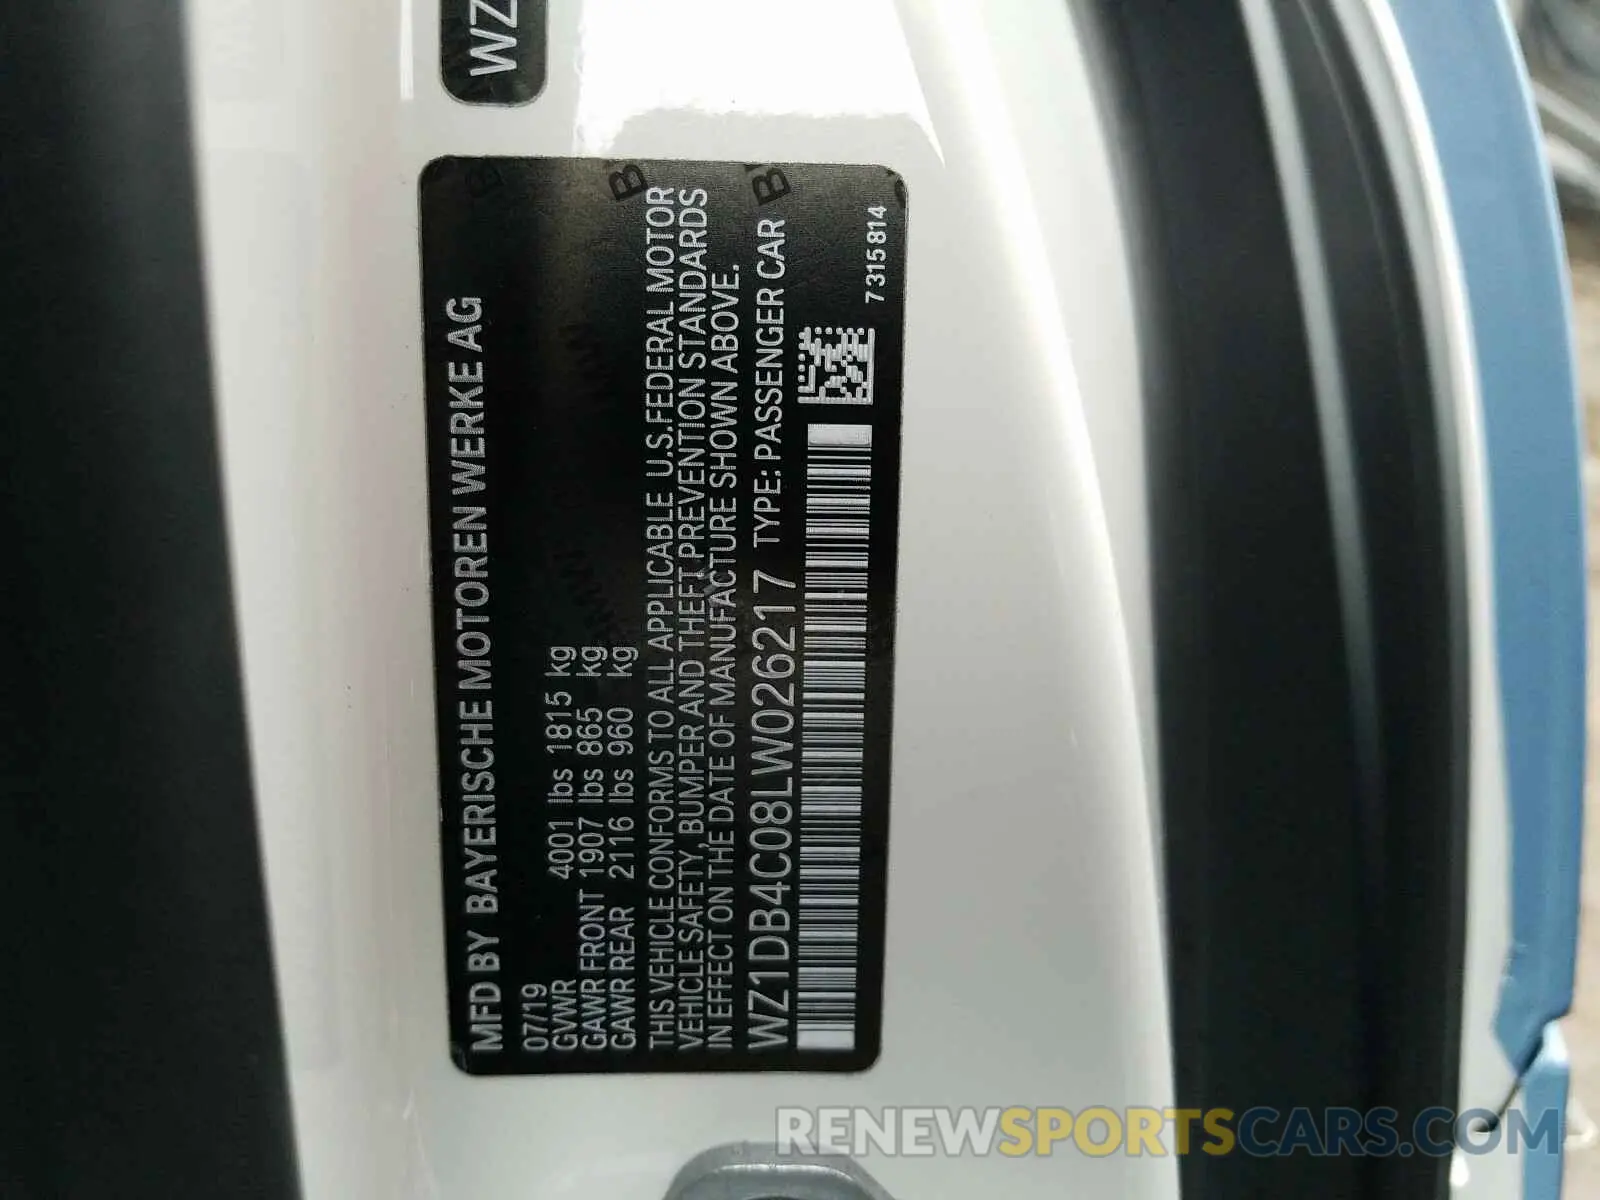 WZ
MFD BY BAYERISCHE MOTOREN WERKE AG
07/19
GVWR 4001 lbs 1815 kg
GAWR FRONT 1907 lbs 865 kg
GAWR REAR 2116 lbs 960 kg
THIS VEHICLE CONFORMS TO ALL APPLICABLE U.S.FEDERAL MOTOR
VEHICLE SAFETY, BUMPER AND THEFT PREVENTION STANDARDS
IN EFFECT ON THE DATE OF MANUFACTURE SHOWN ABOVE.
WZ1DB4C08LW026217 TYPE: PASSENGER CAR
7315814
RENEWSPORTSCARS.COM